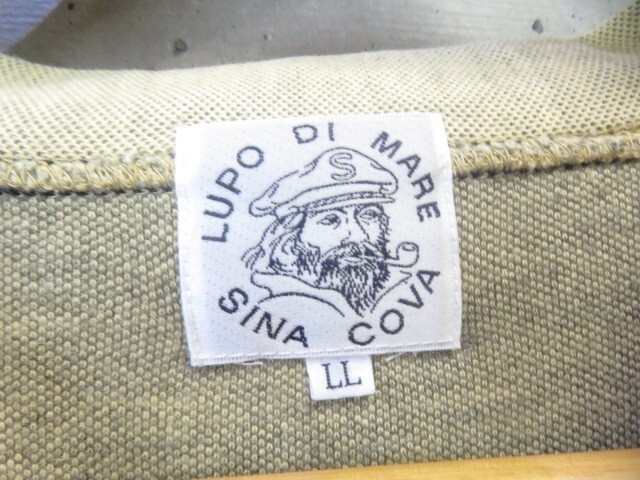 LUPO DI MARE
S
SINA COVA
LL